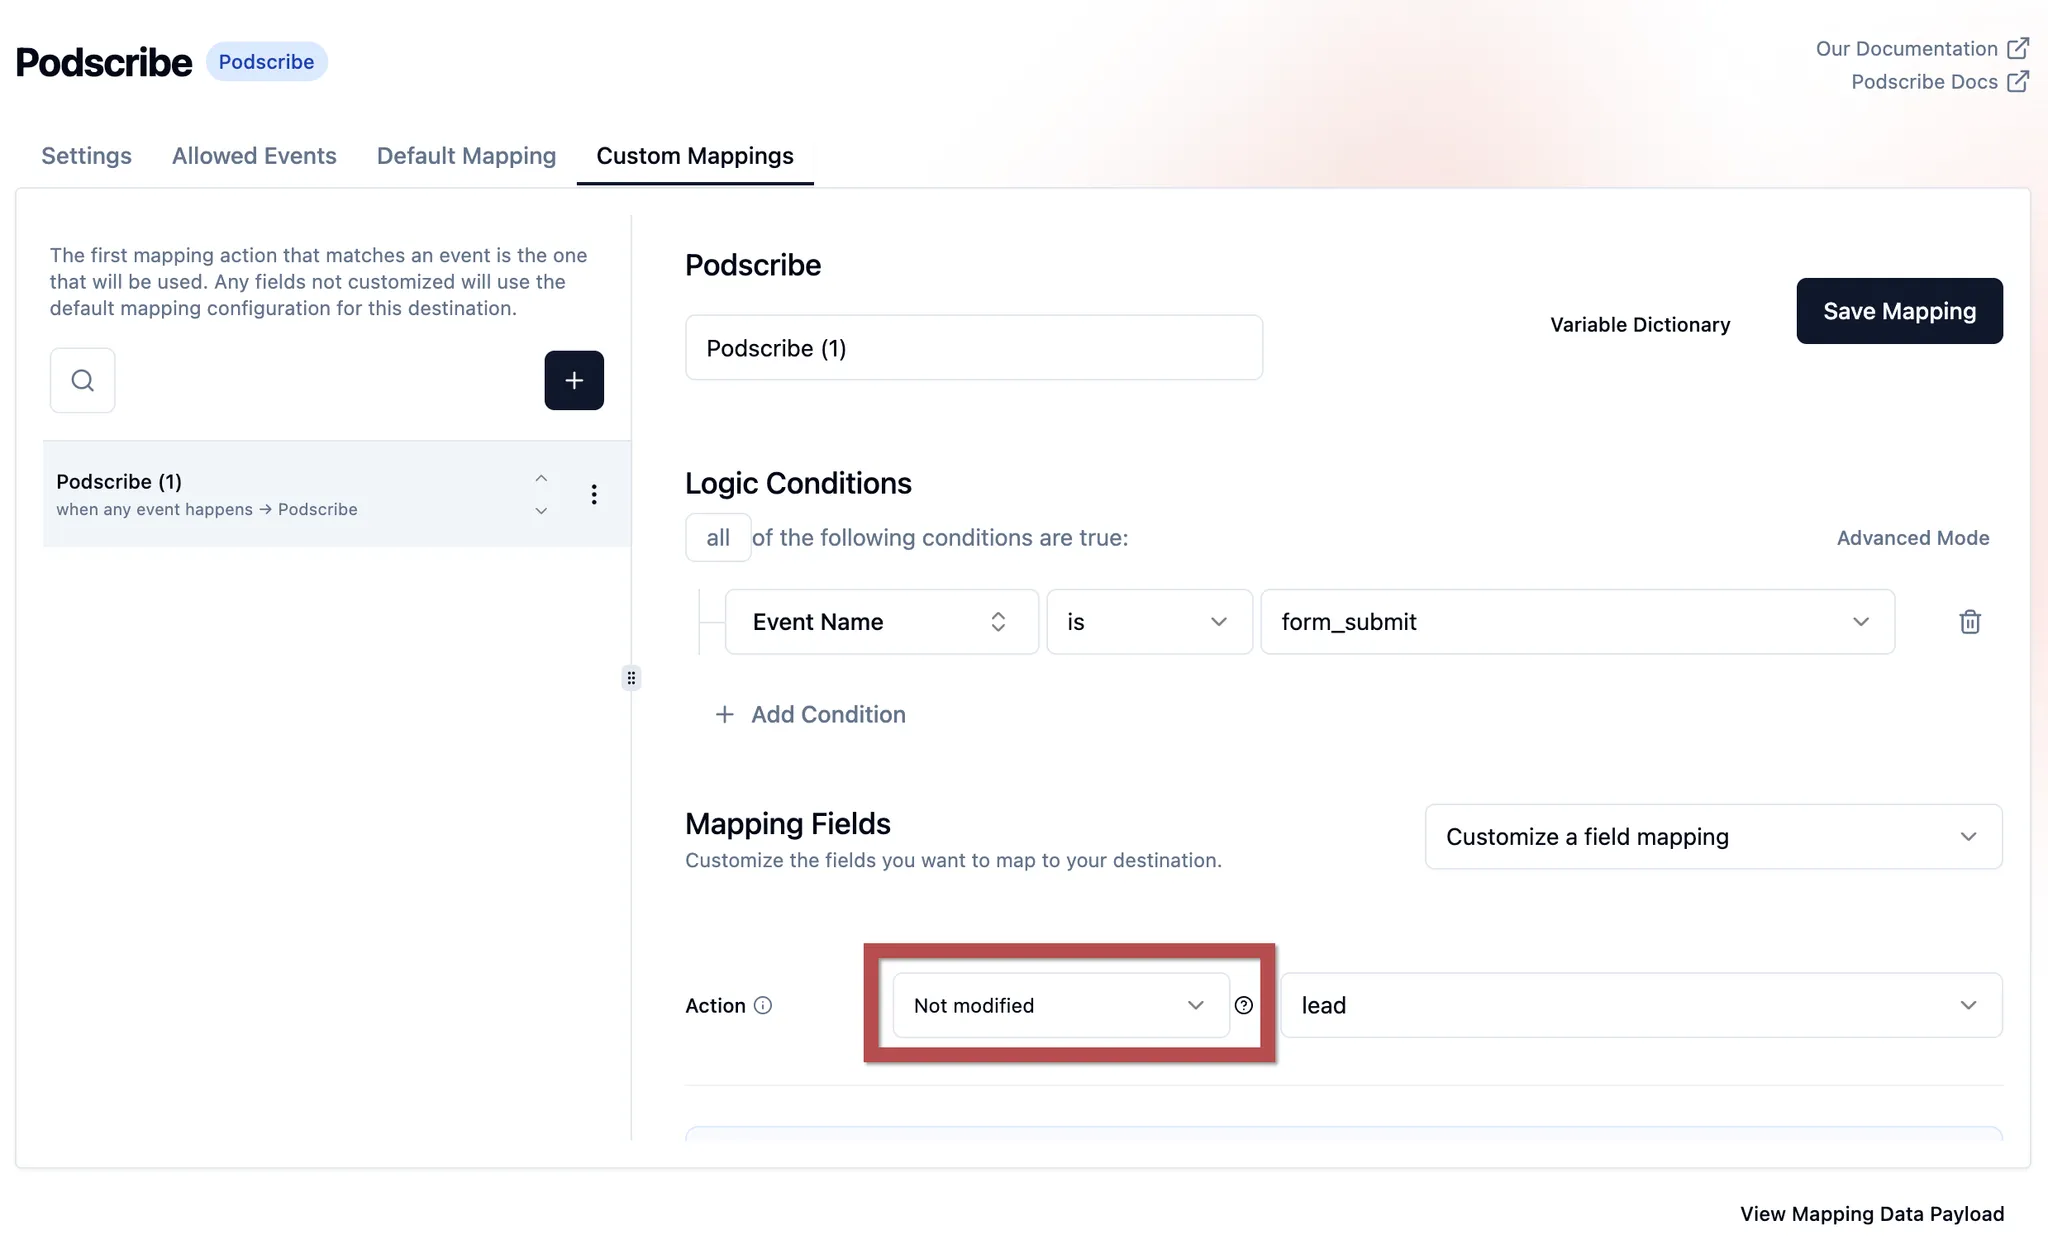 Podscribe
Podscribe
Our Documentation
Podscribe Docs
Settings
Allowed Events
Default Mapping
Custom Mappings
The first mapping action that matches an event is the one
that will be used. Any fields not customized will use the
default mapping configuration for this destination.
Podscribe (1)
when any event happens → Podscribe
Podscribe
Podscribe (1)
Variable Dictionary
Save Mapping
Logic Conditions
all of the following conditions are true:
Advanced Mode
Event Name
is
form_submit
+ Add Condition
Mapping Fields
Customize the fields you want to map to your destination.
Customize a field mapping
Action
Not modified
lead
View Mapping Data Payload